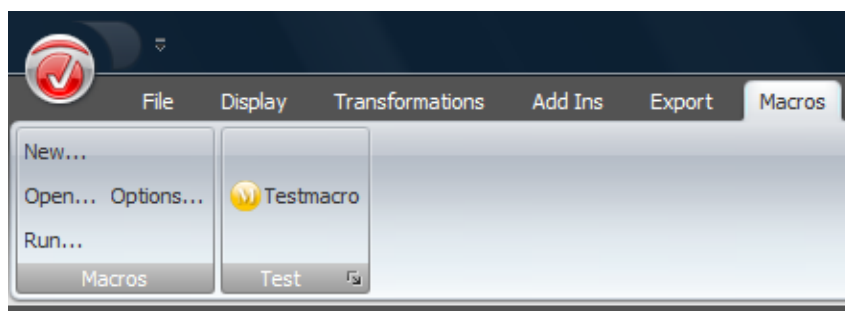 File Display Transformations Add Ins Export Macros
New...
Open... Options... Testmacro
Run...
Macros Test